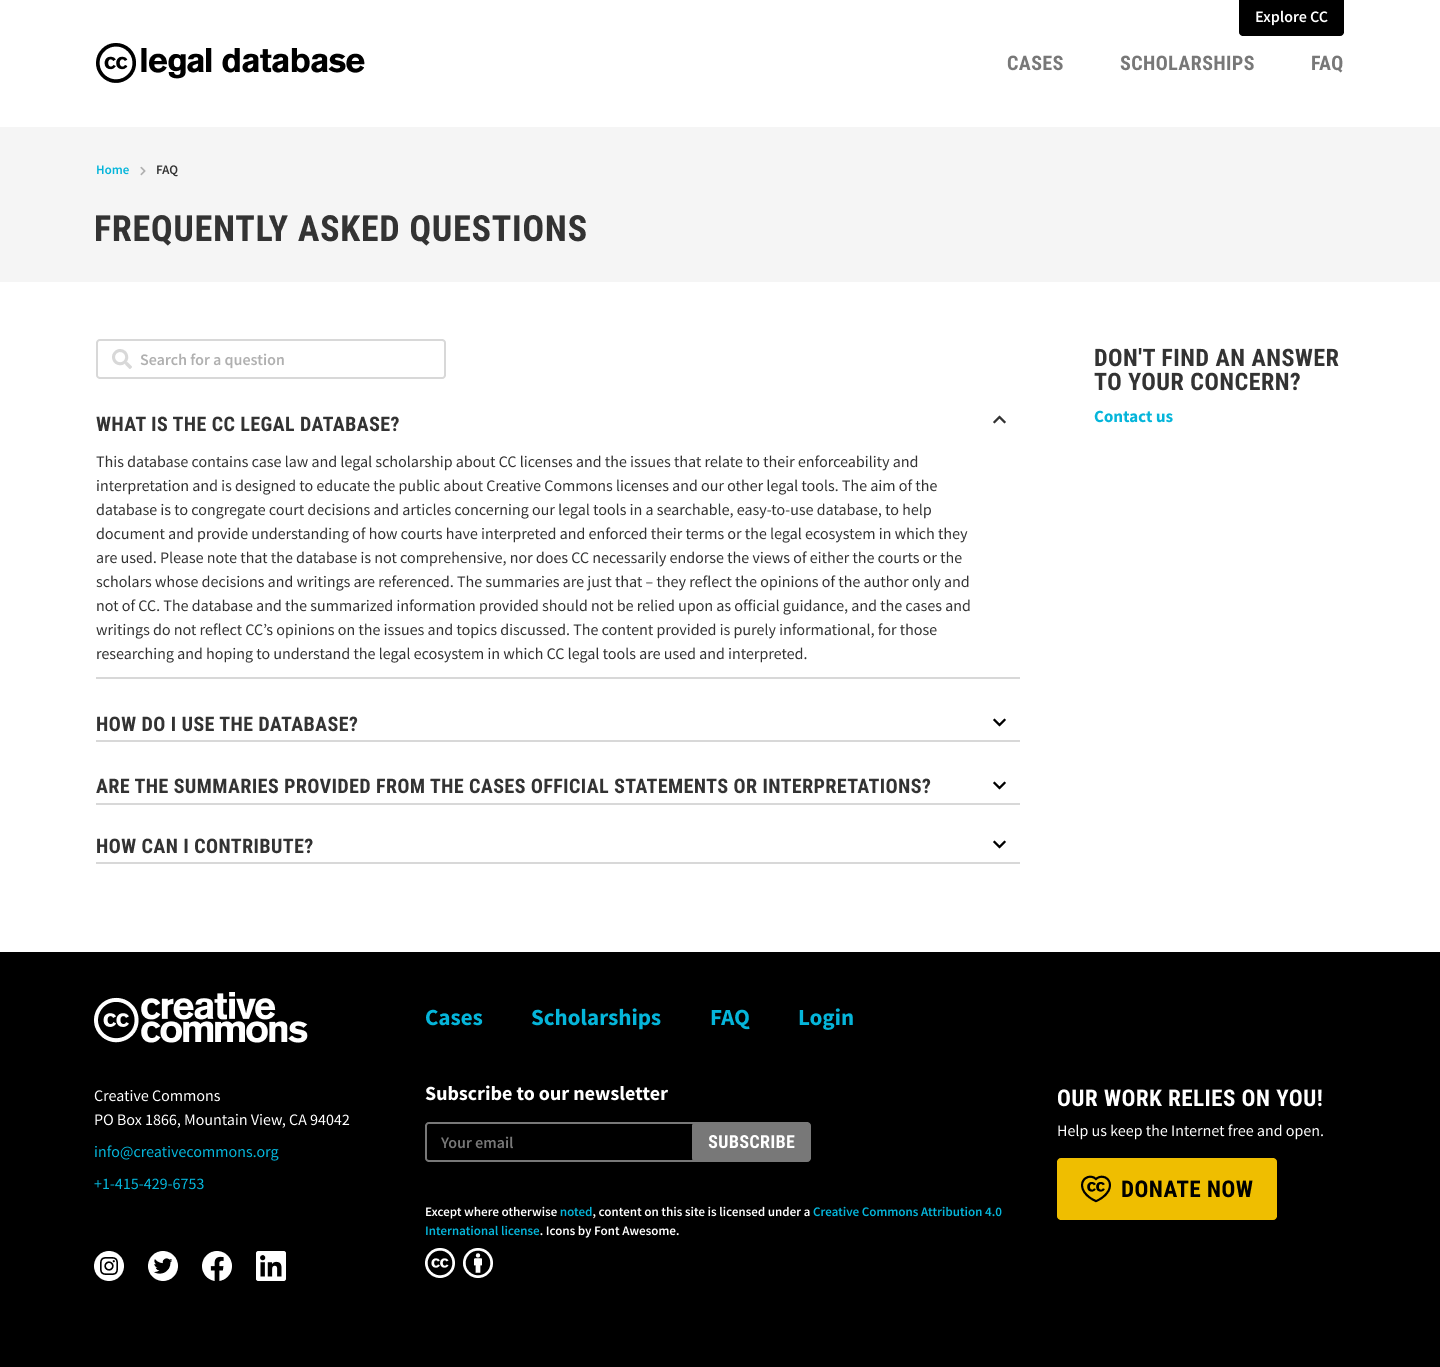 Explore CC
cc legal database
CASES SCHOLARSHIPS FAQ
Home FAQ
FREQUENTLY ASKED QUESTIONS
Search for a question
DON'T FIND AN ANSWER
TO YOUR CONCERN?
Contact us
WHAT IS THE CC LEGAL DATABASE?
This database contains case law and legal scholarship about CC licenses and the issues that relate to their enforceability and
interpretation and is designed to educate the public about Creative Commons licenses and our other legal tools. The aim of the
database is to congregate court decisions and articles concerning our legal tools in a searchable, easy-to-use database, to help
document and provide understanding of how courts have interpreted and enforced their terms or the legal ecosystem in which they
are used. Please note that the database is not comprehensive, nor does CC necessarily endorse the views of either the courts or the
scholars whose decisions and writings are referenced. The summaries are just that – they reflect the opinions of the author only and
not of CC. The database and the summarized information provided should not be relied upon as official guidance, and the cases and
writings do not reflect CC’s opinions on the issues and topics discussed. The content provided is purely informational, for those
researching and hoping to understand the legal ecosystem in which CC legal tools are used and interpreted.
HOW DO I USE THE DATABASE?
ARE THE SUMMARIES PROVIDED FROM THE CASES OFFICIAL STATEMENTS OR INTERPRETATIONS?
HOW CAN I CONTRIBUTE?
cc creative
commons
Cases Scholarships FAQ Login
Creative Commons
PO Box 1866, Mountain View, CA 94042
info@creativecommons.org
+1-415-429-6753
in
Subscribe to our newsletter
Your email SUBSCRIBE
Except where otherwise noted, content on this site is licensed under a Creative Commons Attribution 4.0
International license. Icons by Font Awesome.
cc
OUR WORK RELIES ON YOU!
Help us keep the Internet free and open.
cc DONATE NOW